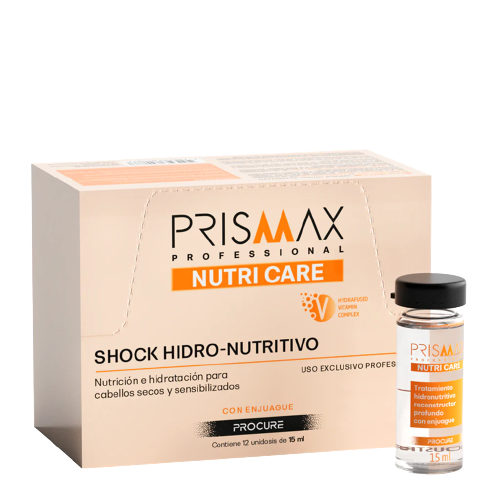 PRISMAX
PROFESSIONAL
NUTRI CARE
V
HYDRAFUSIO
VITAMIN
COMPLEX
SHOCK HIDRO-NUTRITIVO
Nutrición e hidratación para
cabellos secos y sensibilizados
USO EXCLUSIVO PROFES
CON ENJUAGUE
PROCURE
Contiene 12 unidosis de 15 ml
PRISMAX
PROFESSIONAL
NUTRI CARE
Tratamiento
hidronutritivo
reconstructor
profundo
con enjuague
PROCURE
15 ml